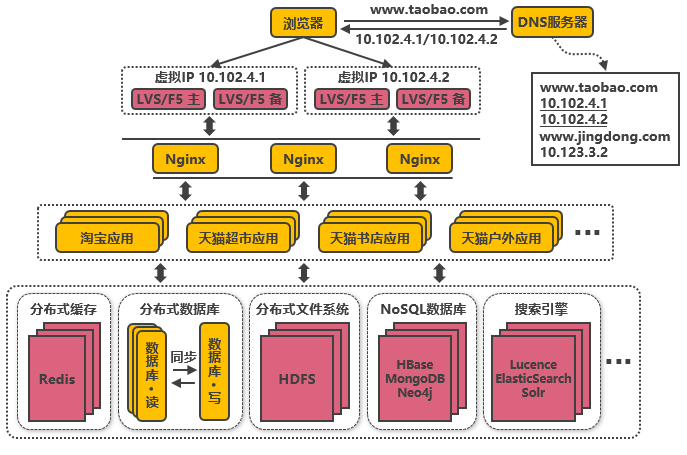 浏览器
www.taobao.com
10.102.4.1/10.102.4.2
DNS服务器
www.taobao.com
10.102.4.1
10.102.4.2
www.jingdong.com
10.123.3.2
虚拟IP 10.102.4.1
LVS/F5 主
LVS/F5 备
虚拟IP 10.102.4.2
LVS/F5 主
LVS/F5 备
Nginx
Nginx
Nginx
淘宝应用
天猫超市应用
天猫书店应用
天猫户外应用
...
分布式缓存
Redis
分布式数据库
数据库·读
同步
数据库·写
分布式文件系统
HDFS
NoSQL数据库
HBase
MongoDB
Neo4j
搜索引擎
Lucence
ElasticSearch
Solr
...